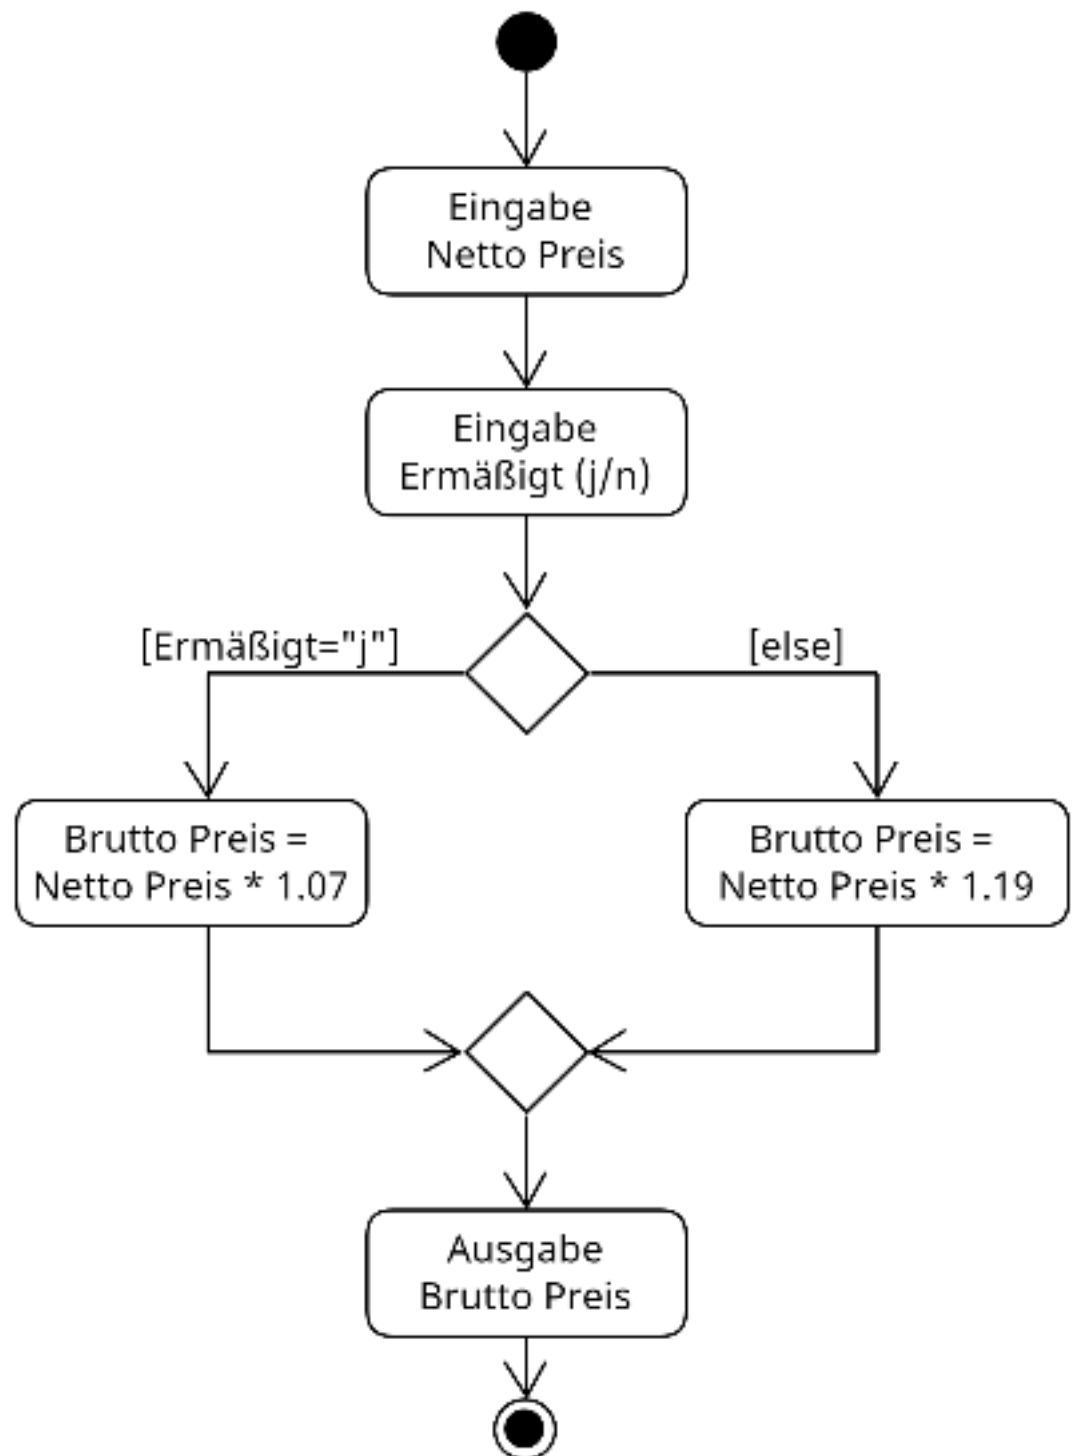 Eingabe
Netto Preis
Eingabe
Ermäßigt (j/n)
[Ermäßigt="j"]
[else]
Brutto Preis =
Netto Preis * 1.07
Brutto Preis =
Netto Preis * 1.19
Ausgabe
Brutto Preis